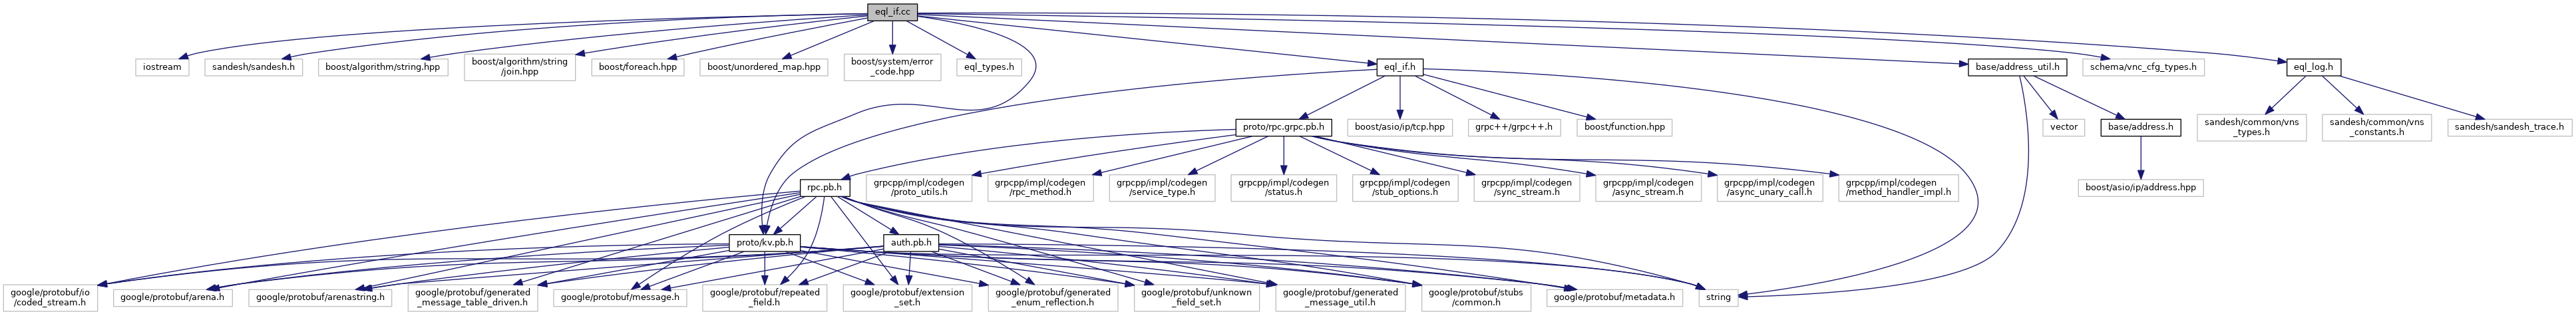 eql_if.cc
iostream
sandesh/sandesh.h
boost/algorithm/string.hpp
boost/algorithm/string
/join.hpp
boost/foreach.hpp
boost/unordered_map.hpp
boost/system/error
_code.hpp
eql_types.h
eql_if.h
base/address_util.h
schema/vnc_cfg_types.h
eql_log.h
proto/rpc.grpc.pb.h
boost/asio/ip/tcp.hpp
grpc++/grpc++.h
boost/function.hpp
vector
base/address.h
sandesh/common/vns
_types.h
sandesh/common/vns
_constants.h
sandesh/sandesh_trace.h
rpc.pb.h
grpcpp/impl/codegen
/proto_utils.h
grpcpp/impl/codegen
/rpc_method.h
grpcpp/impl/codegen
/service_type.h
grpcpp/impl/codegen
/status.h
grpcpp/impl/codegen
/stub_options.h
grpcpp/impl/codegen
/sync_stream.h
grpcpp/impl/codegen
/async_stream.h
grpcpp/impl/codegen
/async_unary_call.h
grpcpp/impl/codegen
/method_handler_impl.h
boost/asio/ip/address.hpp
proto/kv.pb.h
auth.pb.h
google/protobuf/io
/coded_stream.h
google/protobuf/arena.h
google/protobuf/arenastring.h
google/protobuf/generated
_message_table_driven.h
google/protobuf/message.h
google/protobuf/repeated
_field.h
google/protobuf/extension
_set.h
google/protobuf/generated
_enum_reflection.h
google/protobuf/unknown
_field_set.h
google/protobuf/generated
_message_util.h
google/protobuf/stubs
/common.h
google/protobuf/metadata.h
string